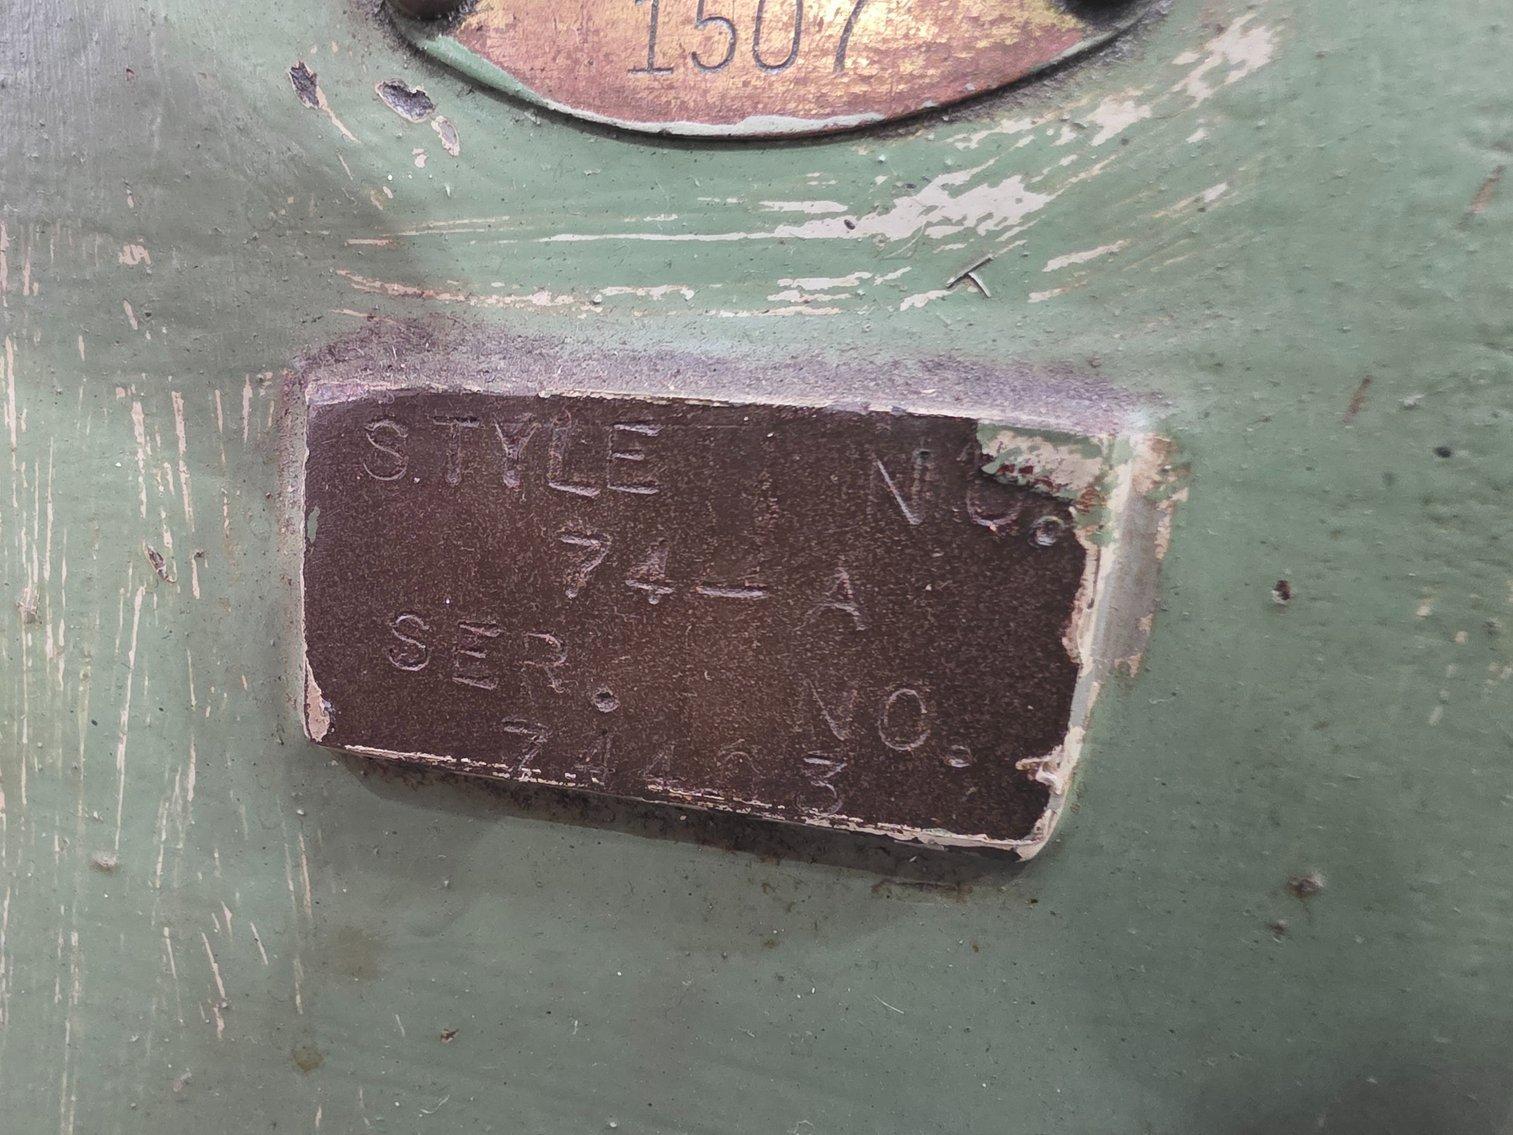 1507
STYLE NO.
74-A
SER. NO.